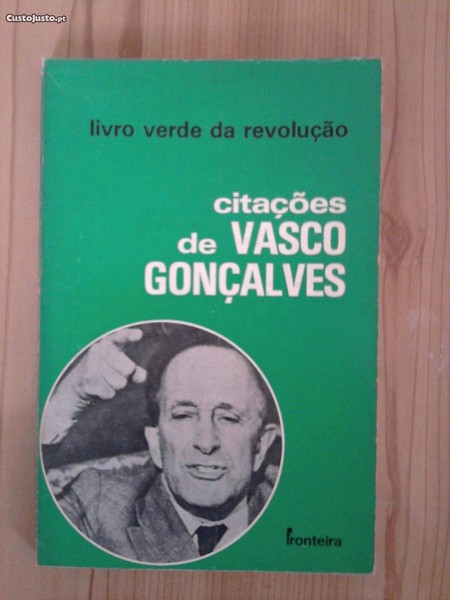 CustoJusto.pt
livro verde da revolução
citações
de VASCO
GONÇALVES
fronteira